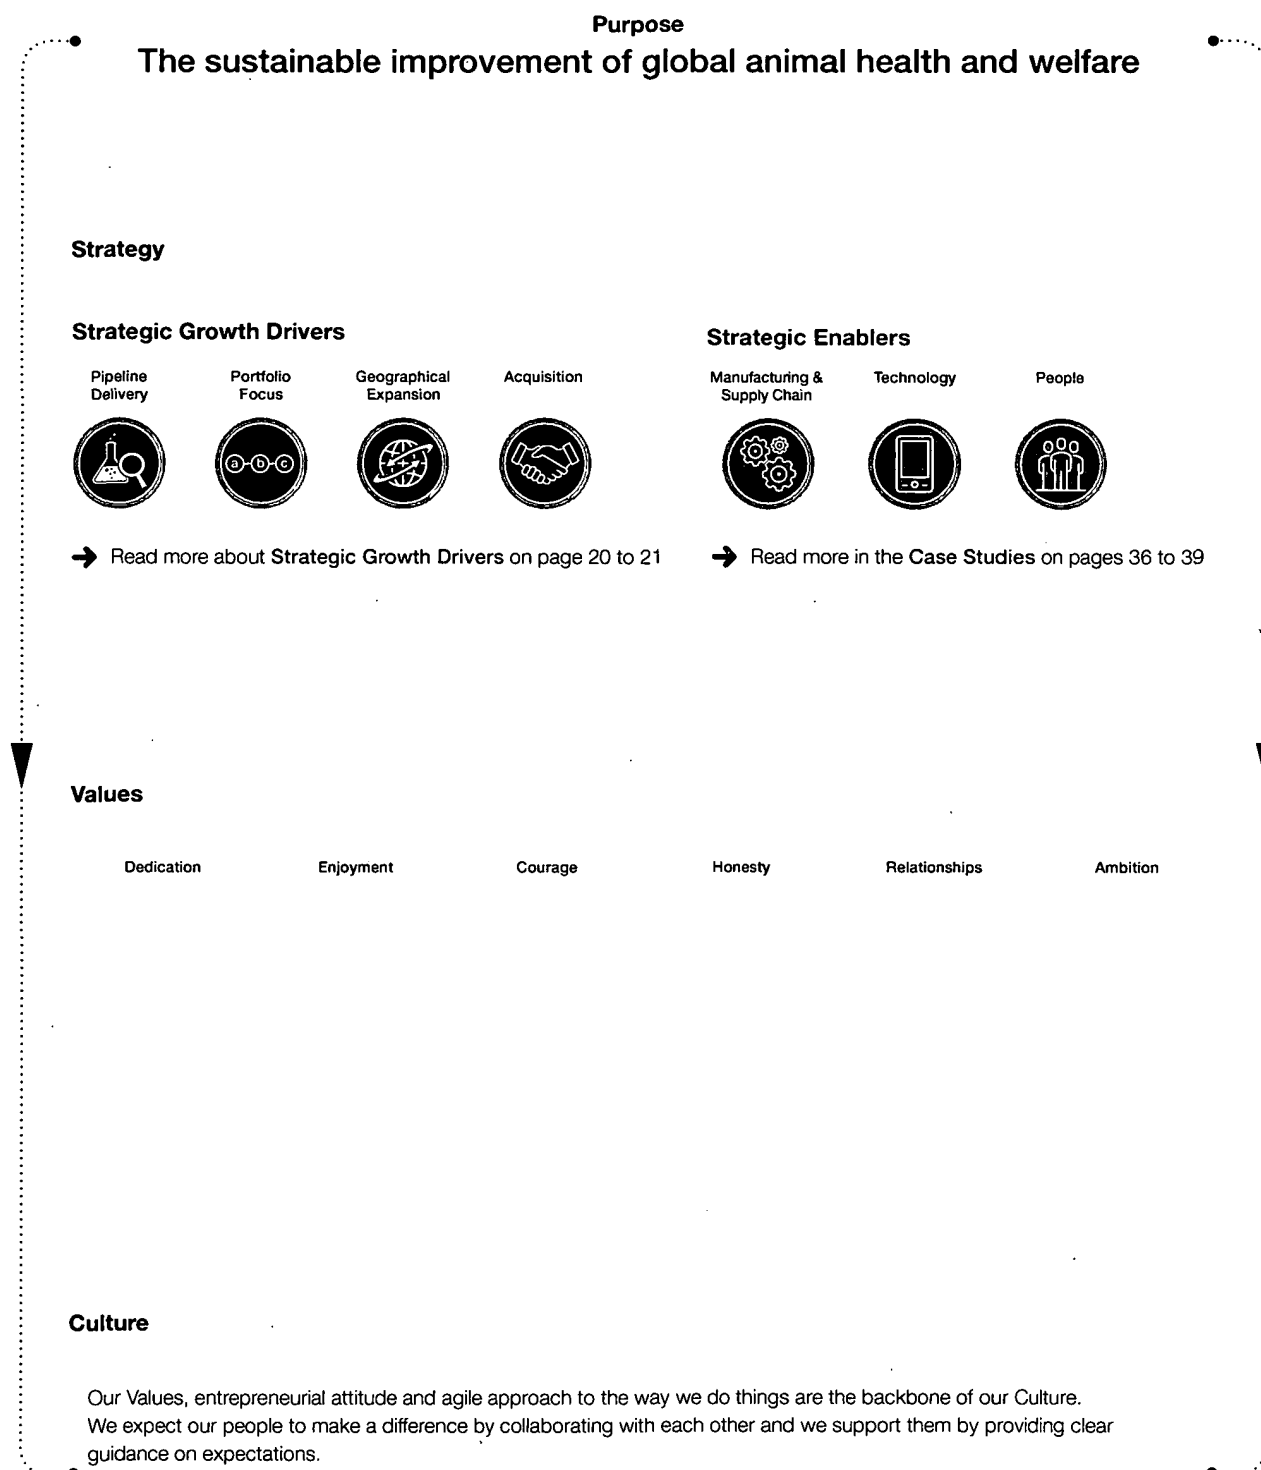 Purpose
The sustainable improvement of global animal health and welfare
Strategy
Strategic Growth Drivers
Pipeline
Delivery
Portfolio
Focus
Geographical
Expansion
Acquisition
a b c
Read more about Strategic Growth Drivers on page 20 to 21
Strategic Enablers
Manufacturing &
Supply Chain
Technology
People
Read more in the Case Studies on pages 36 to 39
Values
Dedication
Enjoyment
Courage
Honesty
Relationships
Ambition
Culture
Our Values, entrepreneurial attitude and agile approach to the way we do things are the backbone of our Culture.
We expect our people to make a difference by collaborating with each other and we support them by providing clear
guidance on expectations.